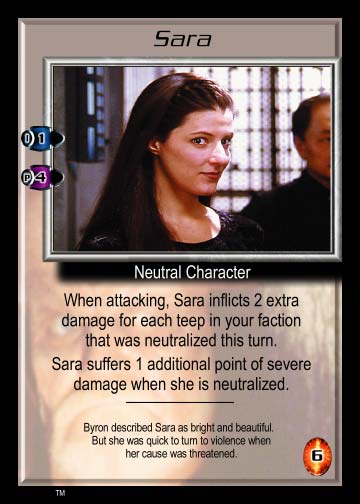 Sara
D) 1
P) 4
Neutral Character
When attacking, Sara inflicts 2 extra
damage for each teep in your faction
that was neutralized this turn.
Sara suffers 1 additional point of severe
damage when she is neutralized.
Byron described Sara as bright and beautiful.
But she was quick to turn to violence when
her cause was threatened.
6
TM